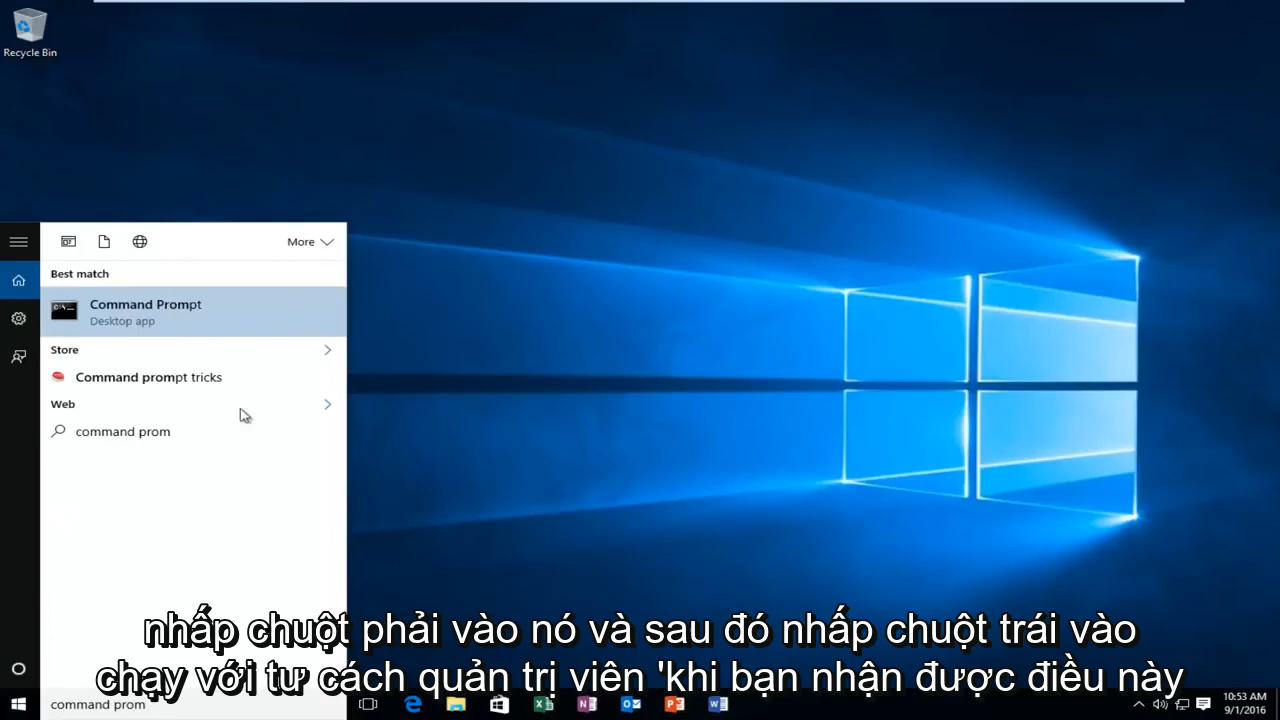 Recycle Bin
More
Best match
Command Prompt
Desktop app
Store
Command prompt tricks
Web
command prom
nhấp chuột phải vào nó và sau đó nhấp chuột trái vào
chạy với tư cách quản trị viên 'khi bạn nhận được điều này
command prom
10:53 AM
9/1/2016